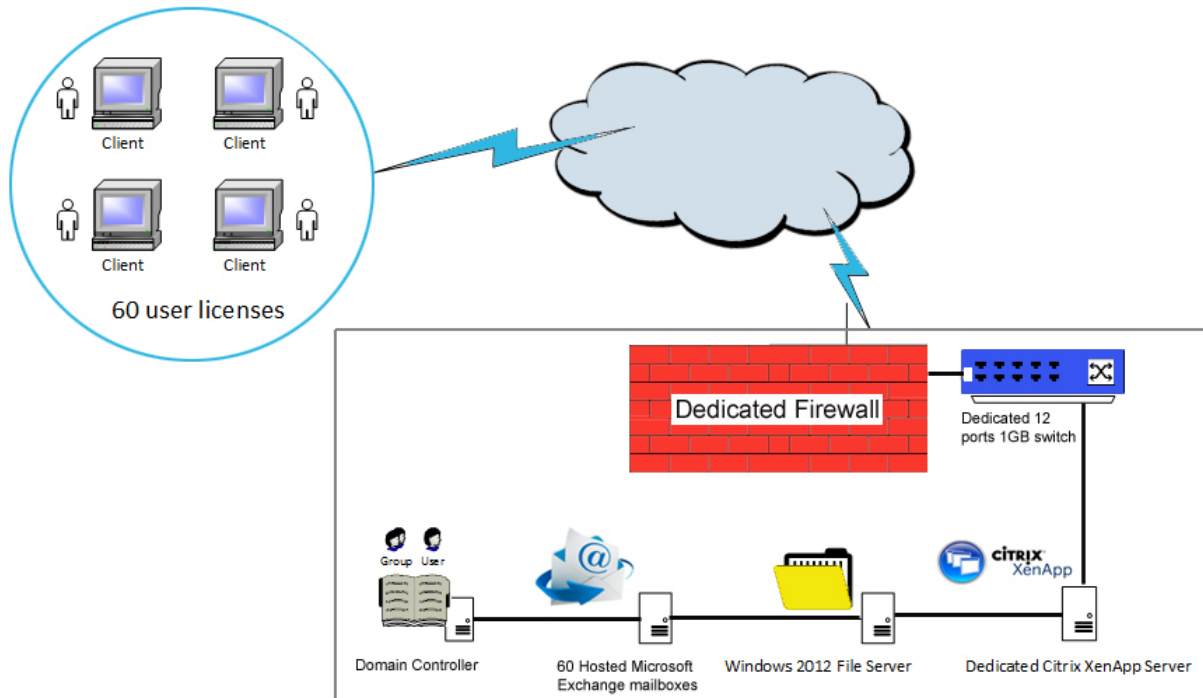 Client
Client
Client
Client
60 user licenses
Dedicated Firewall
Dedicated 12
ports 1GB switch
Group User
@
CITRIX
XenApp
Domain Controller
60 Hosted Microsoft
Exchange mailboxes
Windows 2012 File Server
Dedicated Citrix XenApp Server